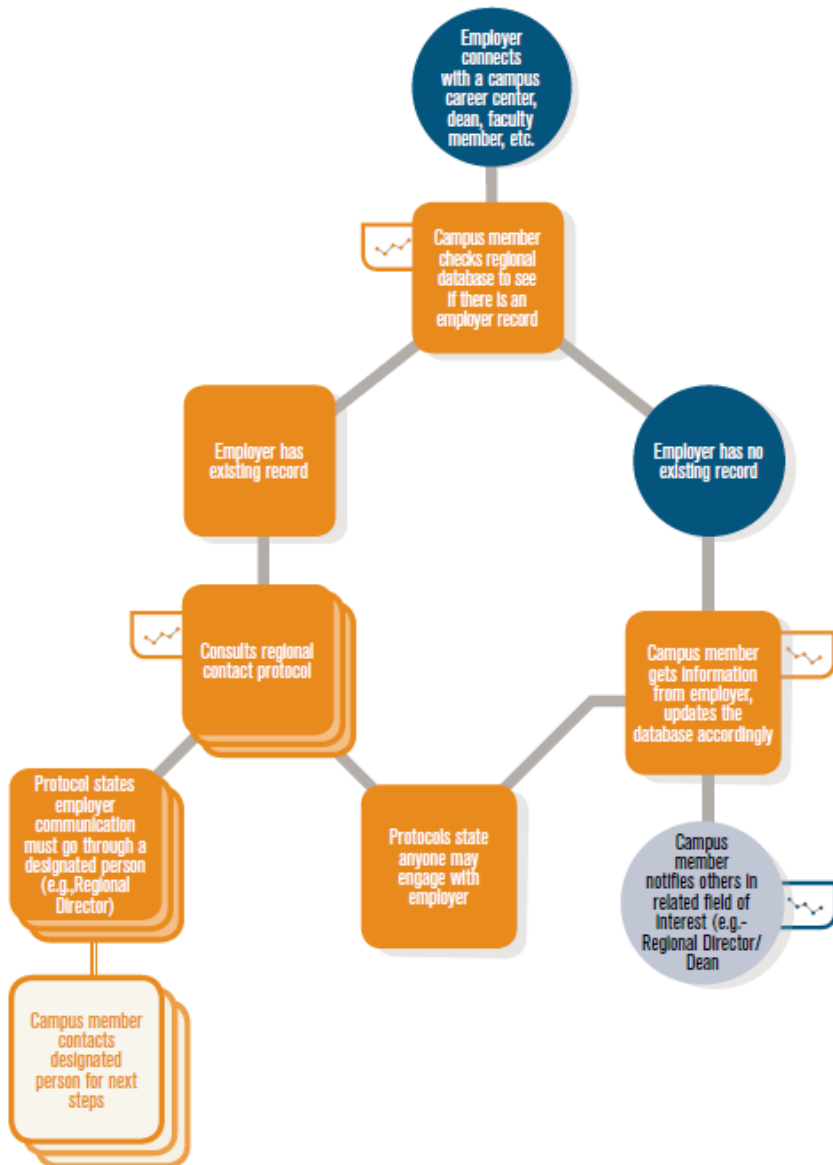 Employer
connects
with a campus
career center,
dean, faculty
member, etc.
Campus member
checks regional
database to see
if there is an
employer record
Employer has
existing record
Employer has no
existing record
Consults regional
contact protocol
Campus member
gets information
from employer,
updates the
database accordingly
Protocol states
employer
communication
must go through a
designated person
(e.g.,Regional
Director)
Protocols state
anyone may
engage with
employer
Campus
member
notifies others in
related field of
interest (e.g.-
Regional Director/
Dean
Campus member
contacts
designated
person for next
steps